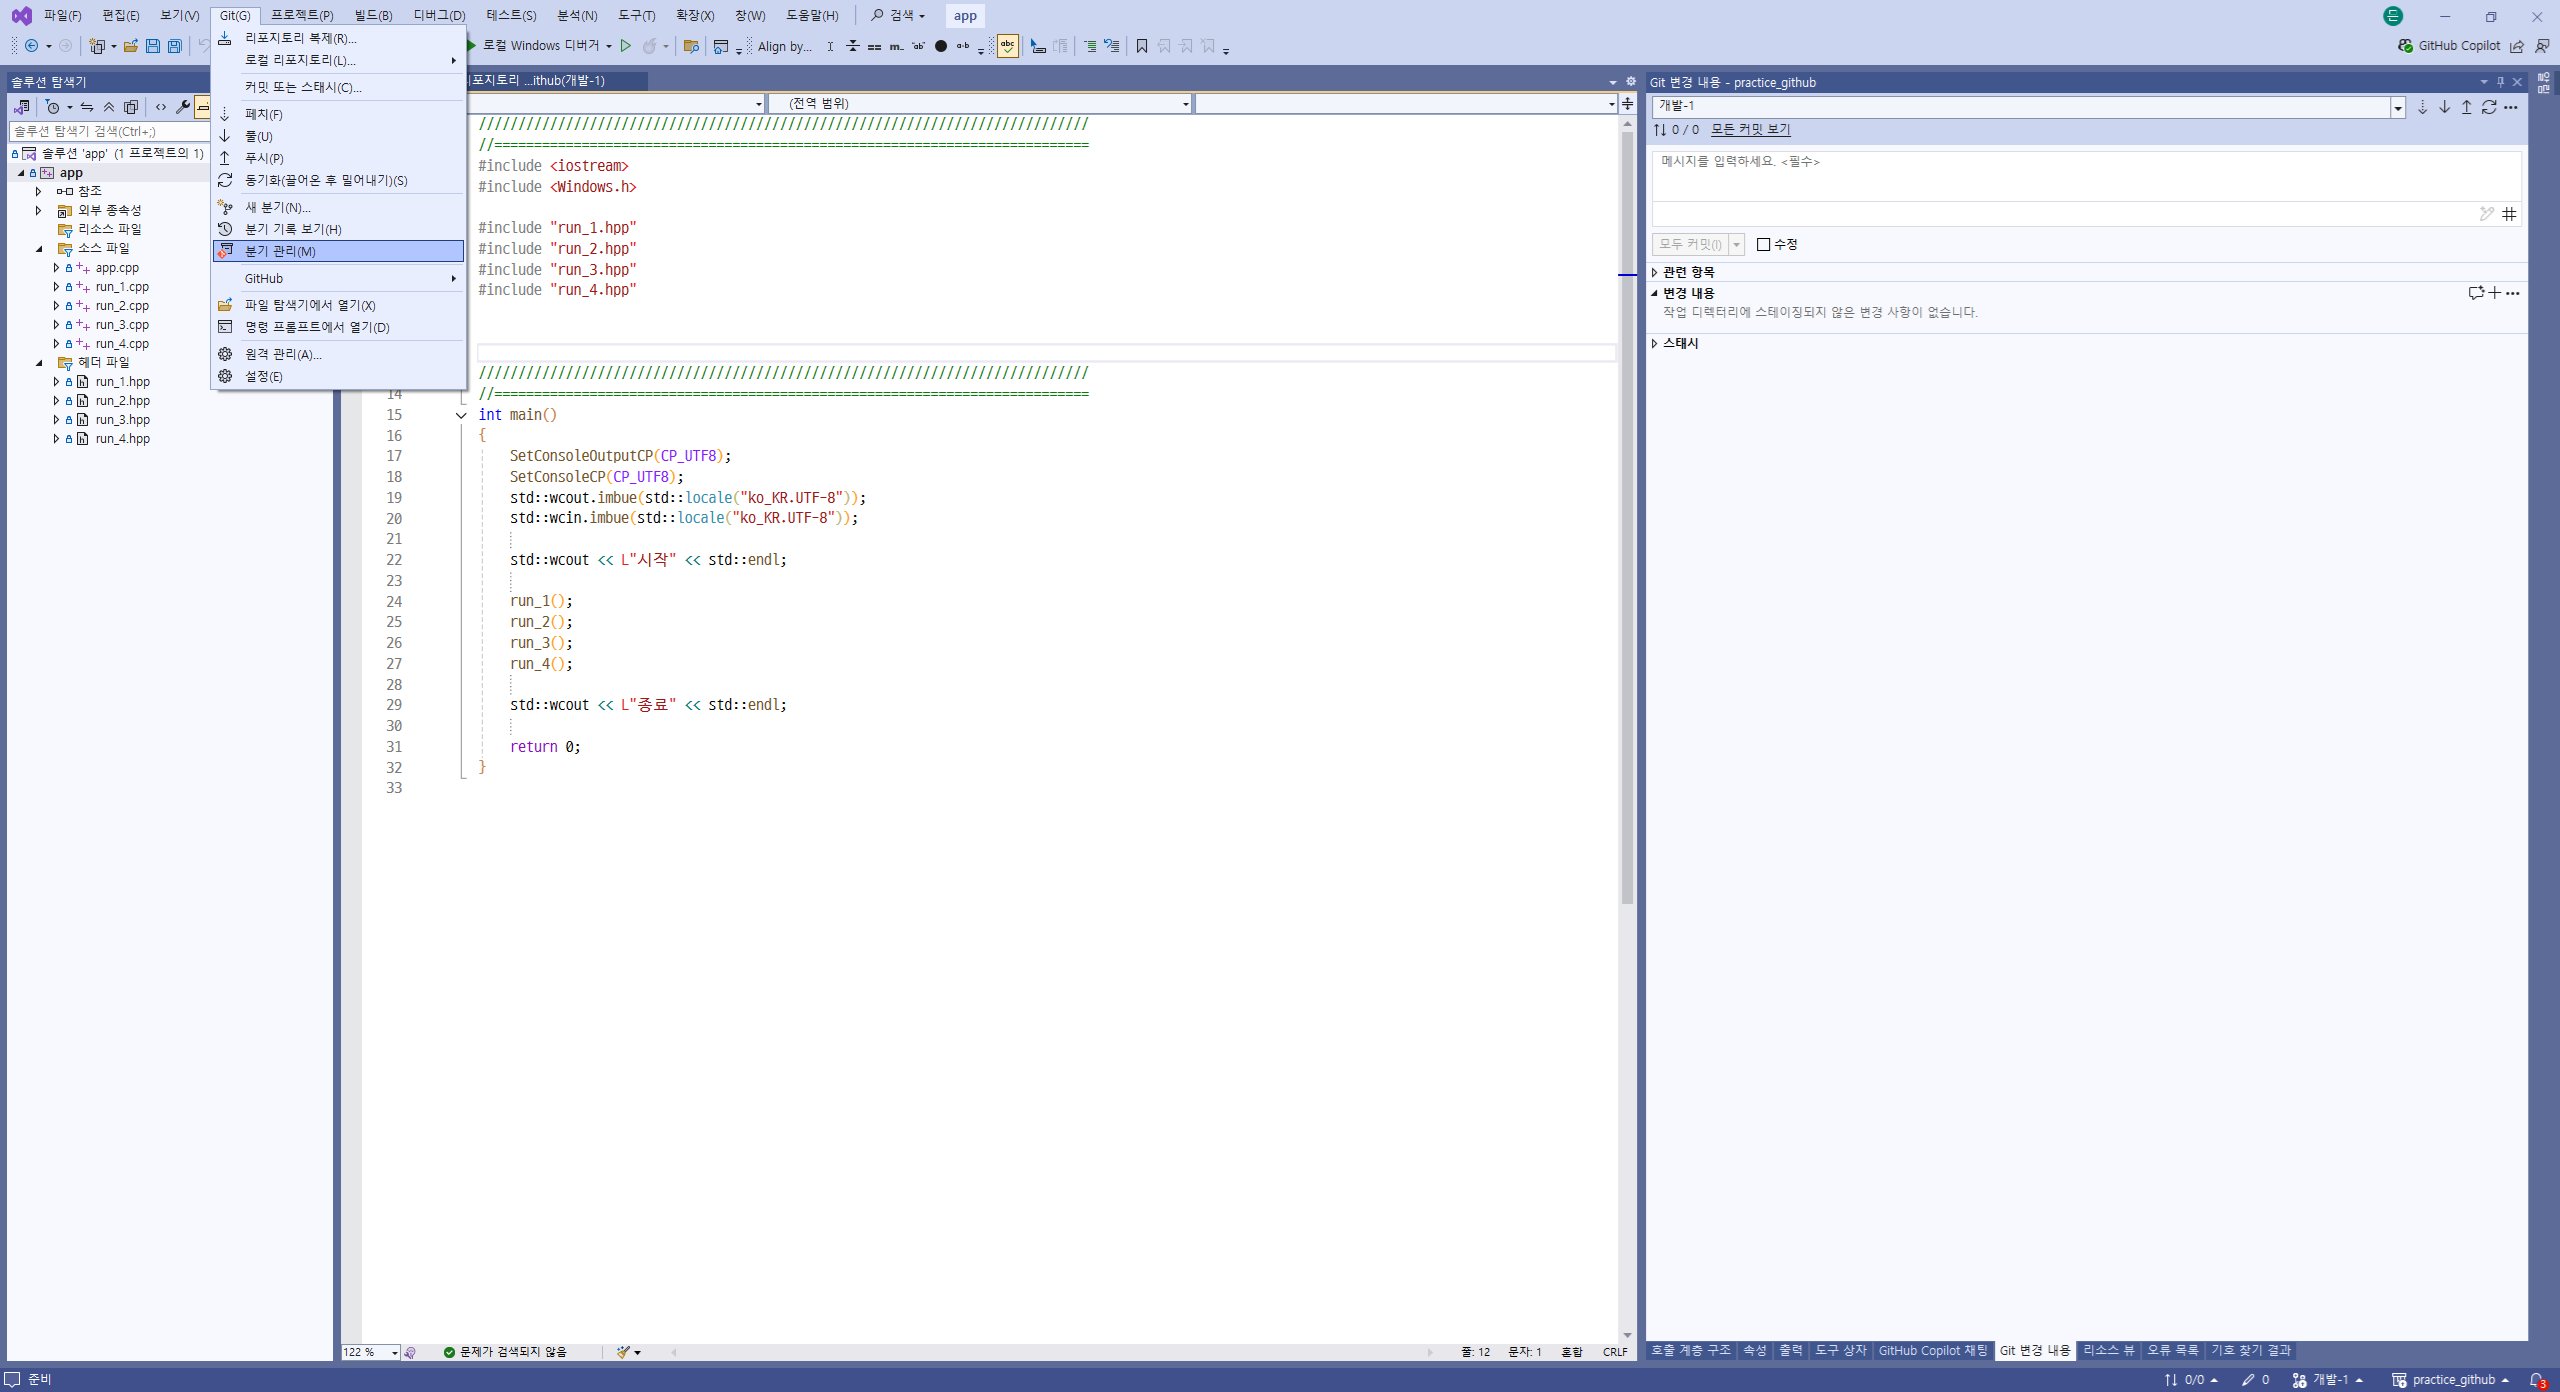 파일(F) 편집(E) 보기(V) Git(G) 프로젝트(P) 빌드(B) 디버그(D) 테스트(S) 분석(N) 도구(T) 확장(X) 창(W) 도움말(H) 검색 app 든
로컬 Windows 디버거 Align by... GitHub Copilot
솔루션 탐색기
솔루션 탐색기 검색(Ctrl+;)
솔루션 'app' (1 프로젝트의 1)
app
참조
외부 종속성
리소스 파일
소스 파일
app.cpp
run_1.cpp
run_2.cpp
run_3.cpp
run_4.cpp
헤더 파일
run_1.hpp
run_2.hpp
run_3.hpp
run_4.hpp
리포지토리 복제(R)...
로컬 리포지토리(L)...
커밋 또는 스태시(C)...
페치(F)
풀(U)
푸시(P)
동기화(끌어온 후 밀어내기)(S)
새 분기(N)...
분기 기록 보기(H)
분기 관리(M)
GitHub
파일 탐색기에서 열기(X)
명령 프롬프트에서 열기(D)
원격 관리(A)...
설정(E)
리포지토리 ...ithub(개발-1)
(전역 범위)
/////////////////////////////////////////////////////////////////////////////
//===========================================================================
#include <iostream>
#include <Windows.h>
#include "run_1.hpp"
#include "run_2.hpp"
#include "run_3.hpp"
#include "run_4.hpp"
/////////////////////////////////////////////////////////////////////////////
14 //===========================================================================
15 int main()
16 {
17 SetConsoleOutputCP(CP_UTF8);
18 SetConsoleCP(CP_UTF8);
19 std::wcout.imbue(std::locale("ko_KR.UTF-8"));
20 std::wcin.imbue(std::locale("ko_KR.UTF-8"));
21
22 std::wcout << L"시작" << std::endl;
23
24 run_1();
25 run_2();
26 run_3();
27 run_4();
28
29 std::wcout << L"종료" << std::endl;
30
31 return 0;
32 }
33
122 % 문제가 검색되지 않음 줄: 12 문자: 1 혼합 CRLF
Git 변경 내용 - practice_github
개발-1
0 / 0 모든 커밋 보기
메시지를 입력하세요. <필수>
모두 커밋(I) 수정
관련 항목
변경 내용
작업 디렉터리에 스테이징되지 않은 변경 사항이 없습니다.
스태시
호출 계층 구조 속성 출력 도구 상자 GitHub Copilot 채팅 Git 변경 내용 리소스 뷰 오류 목록 기호 찾기 결과
알림
준비 0/0 0 개발-1 practice_github 3